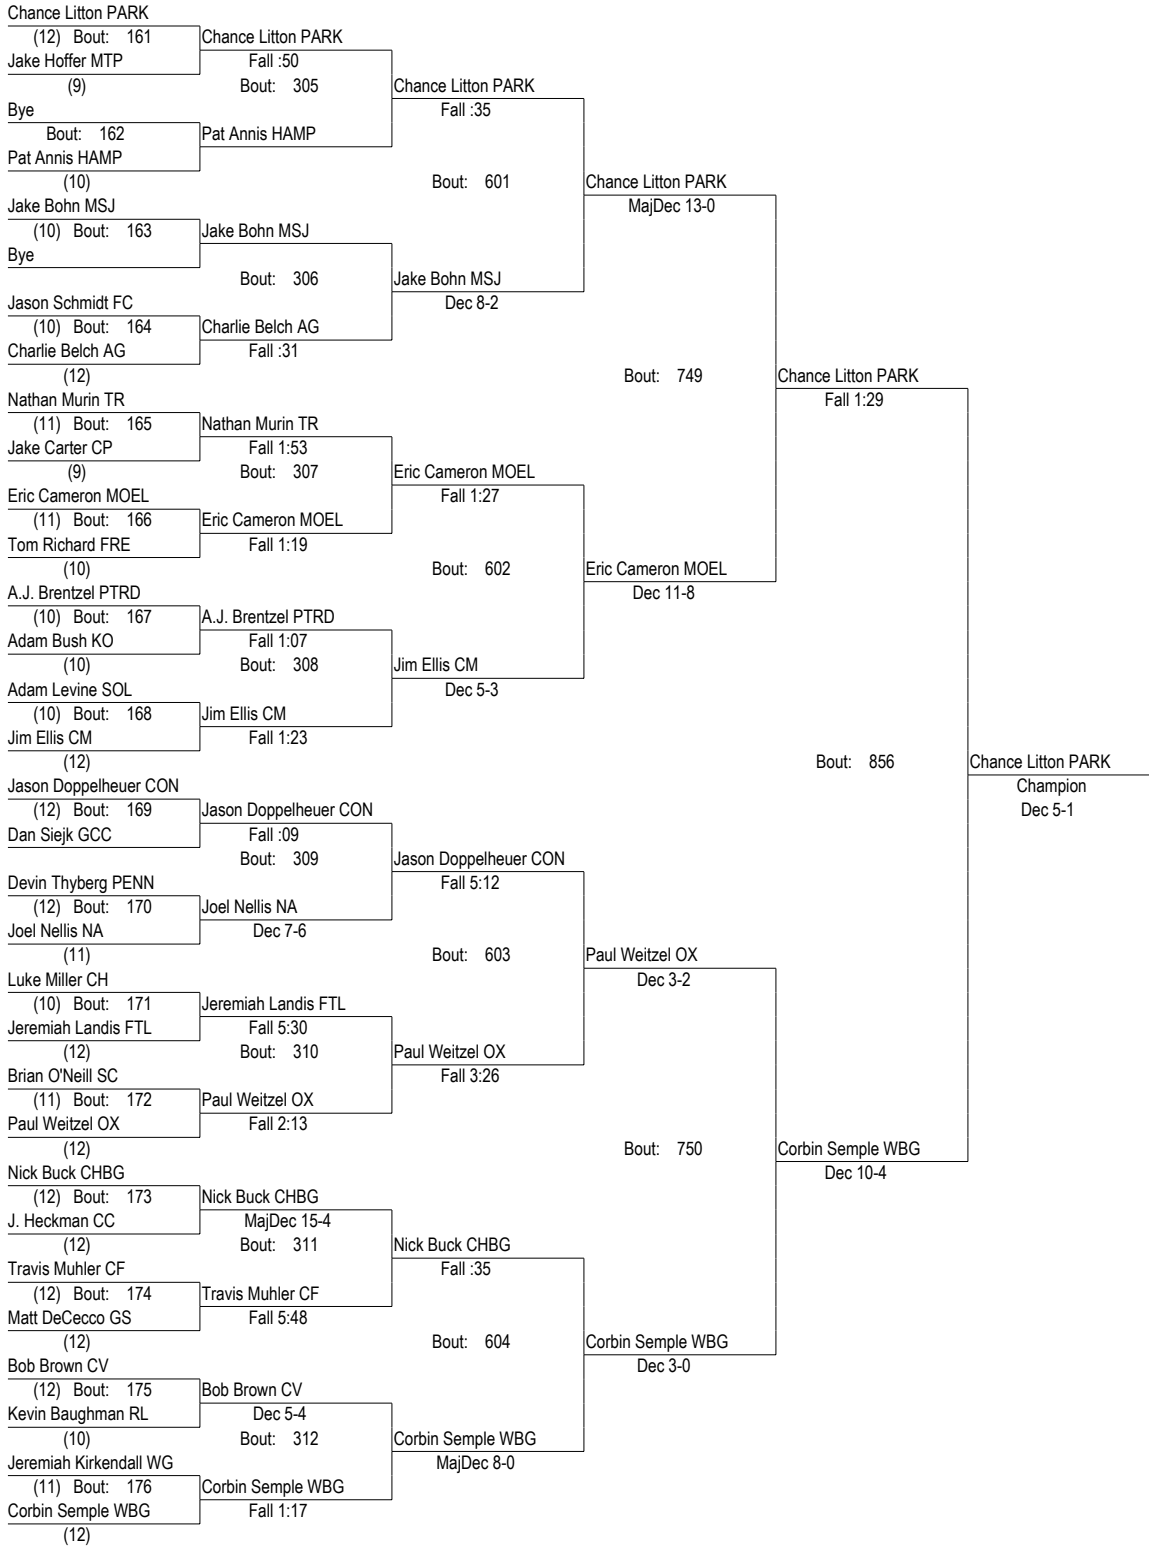 Chance Litton PARK
(12) Bout: 161 Chance Litton PARK
Jake Hoffer MTP Fall :50
(9) Bout: 305 Chance Litton PARK
Bye Fall :35
Bout: 162 Pat Annis HAMP
Pat Annis HAMP
(10) Bout: 601 Chance Litton PARK
Jake Bohn MSJ MajDec 13-0
(10) Bout: 163 Jake Bohn MSJ
Bye
Bout: 306 Jake Bohn MSJ
Jason Schmidt FC Dec 8-2
(10) Bout: 164 Charlie Belch AG
Charlie Belch AG Fall :31
(12) Bout: 749 Chance Litton PARK
Nathan Murin TR Fall 1:29
(11) Bout: 165 Nathan Murin TR
Jake Carter CP Fall 1:53
(9) Bout: 307 Eric Cameron MOEL
Eric Cameron MOEL Fall 1:27
(11) Bout: 166 Eric Cameron MOEL
Tom Richard FRE Fall 1:19
(10) Bout: 602 Eric Cameron MOEL
A.J. Brentzel PTRD Dec 11-8
(10) Bout: 167 A.J. Brentzel PTRD
Adam Bush KO Fall 1:07
(10) Bout: 308 Jim Ellis CM
Adam Levine SOL Dec 5-3
(10) Bout: 168 Jim Ellis CM
Jim Ellis CM Fall 1:23
(12) Bout: 856 Chance Litton PARK
Jason Doppelheuer CON Champion
(12) Bout: 169 Jason Doppelheuer CON Dec 5-1
Dan Siejk GCC Fall :09
Bout: 309 Jason Doppelheuer CON
Devin Thyberg PENN Fall 5:12
(12) Bout: 170 Joel Nellis NA
Joel Nellis NA Dec 7-6
(11) Bout: 603 Paul Weitzel OX
Luke Miller CH Dec 3-2
(10) Bout: 171 Jeremiah Landis FTL
Jeremiah Landis FTL Fall 5:30
(12) Bout: 310 Paul Weitzel OX
Brian O'Neill SC Fall 3:26
(11) Bout: 172 Paul Weitzel OX
Paul Weitzel OX Fall 2:13
(12) Bout: 750 Corbin Semple WBG
Nick Buck CHBG Dec 10-4
(12) Bout: 173 Nick Buck CHBG
J. Heckman CC MajDec 15-4
(12) Bout: 311 Nick Buck CHBG
Travis Muhler CF Fall :35
(12) Bout: 174 Travis Muhler CF
Matt DeCecco GS Fall 5:48
(12) Bout: 604 Corbin Semple WBG
Bob Brown CV Dec 3-0
(12) Bout: 175 Bob Brown CV
Kevin Baughman RL Dec 5-4
(10) Bout: 312 Corbin Semple WBG
Jeremiah Kirkendall WG MajDec 8-0
(11) Bout: 176 Corbin Semple WBG
Corbin Semple WBG Fall 1:17
(12)